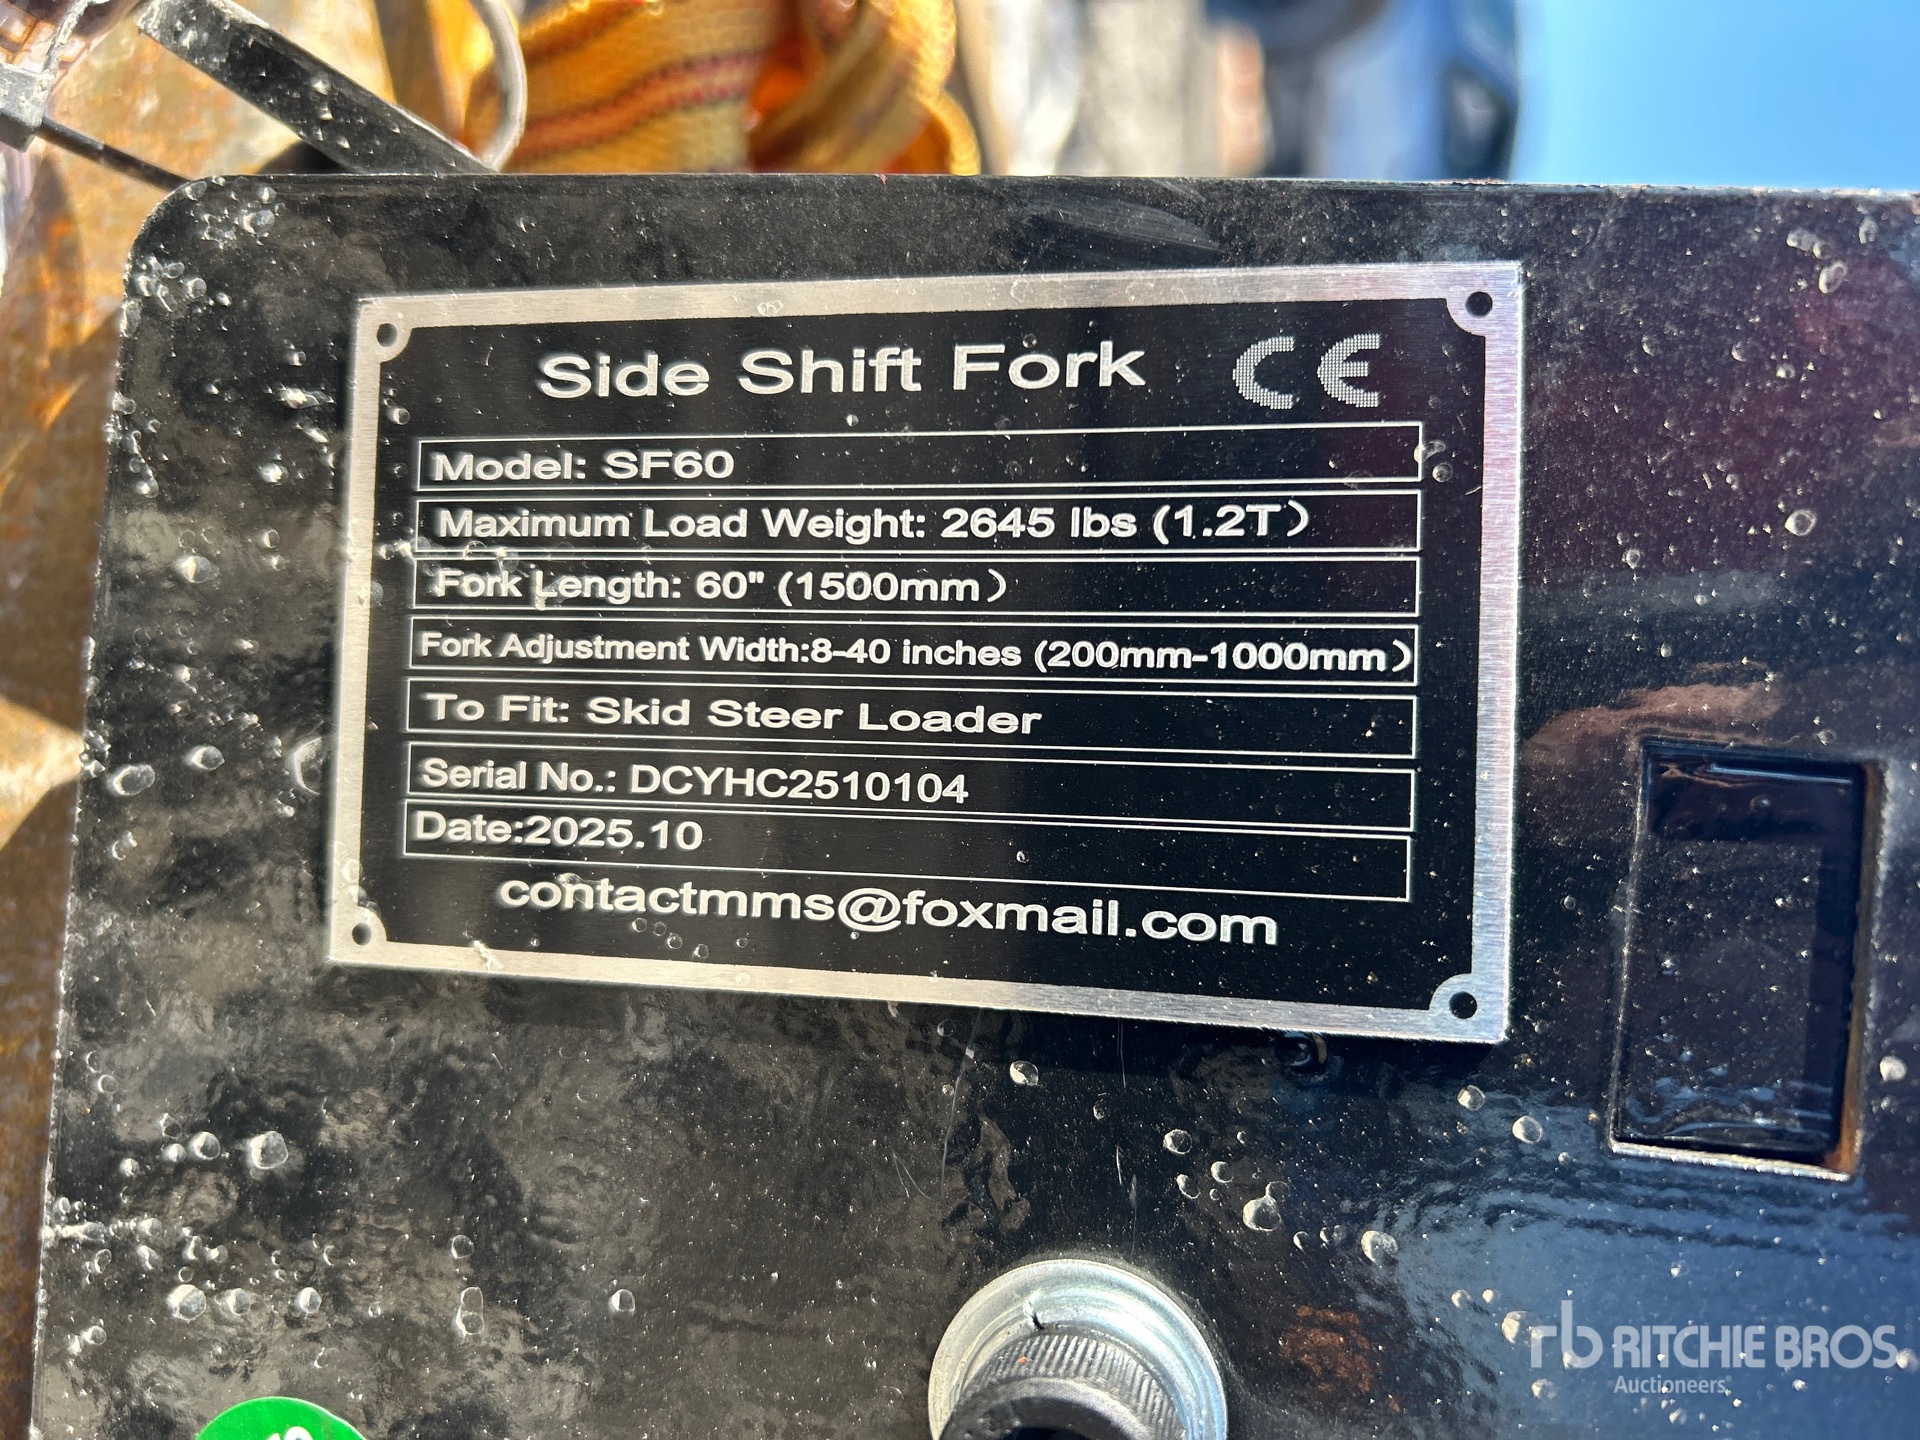 Side Shift Fork CE
Model: SF60
Maximum Load Weight: 2645 lbs (1.2T）
Fork Length: 60" (1500mm）
Fork Adjustment Width:8-40 inches (200mm-1000mm）
To Fit: Skid Steer Loader
Serial No.: DCYHC2510104
Date:2025.10
contactmms@foxmail.com
rb RITCHIE BROS
Auctioneers